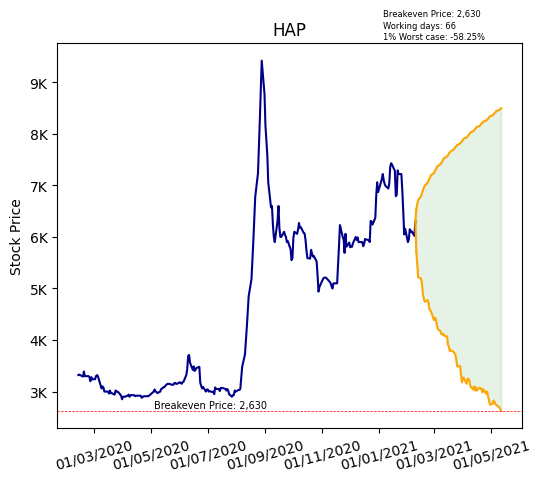 Breakeven Price: 2,630
Working days: 66
1% Worst case: -58.25%
HAP
9K
8K
7K
6K
5K
4K
3K
Stock Price
Breakeven Price: 2,630
01/03/2020 01/05/2020 01/07/2020 01/09/2020 01/11/2020 01/01/2021 01/03/2021 01/05/2021